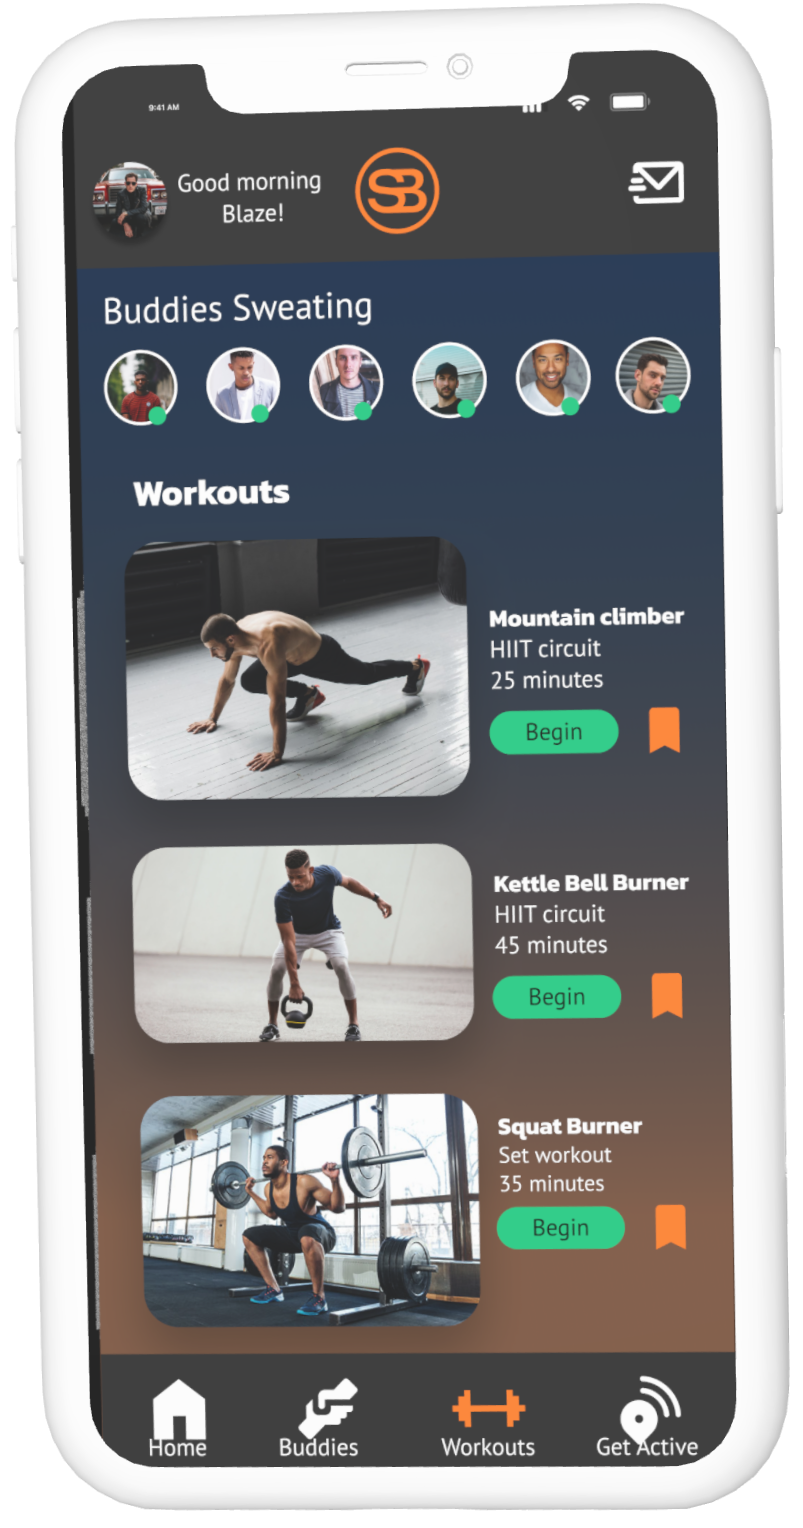 9:41 AM
Good morning
Blaze!
SB
Buddies Sweating
Workouts
Mountain climber
HIIT circuit
25 minutes
Begin
Kettle Bell Burner
HIIT circuit
45 minutes
Begin
Squat Burner
Set workout
35 minutes
Begin
Home
Buddies
Workouts
Get Active